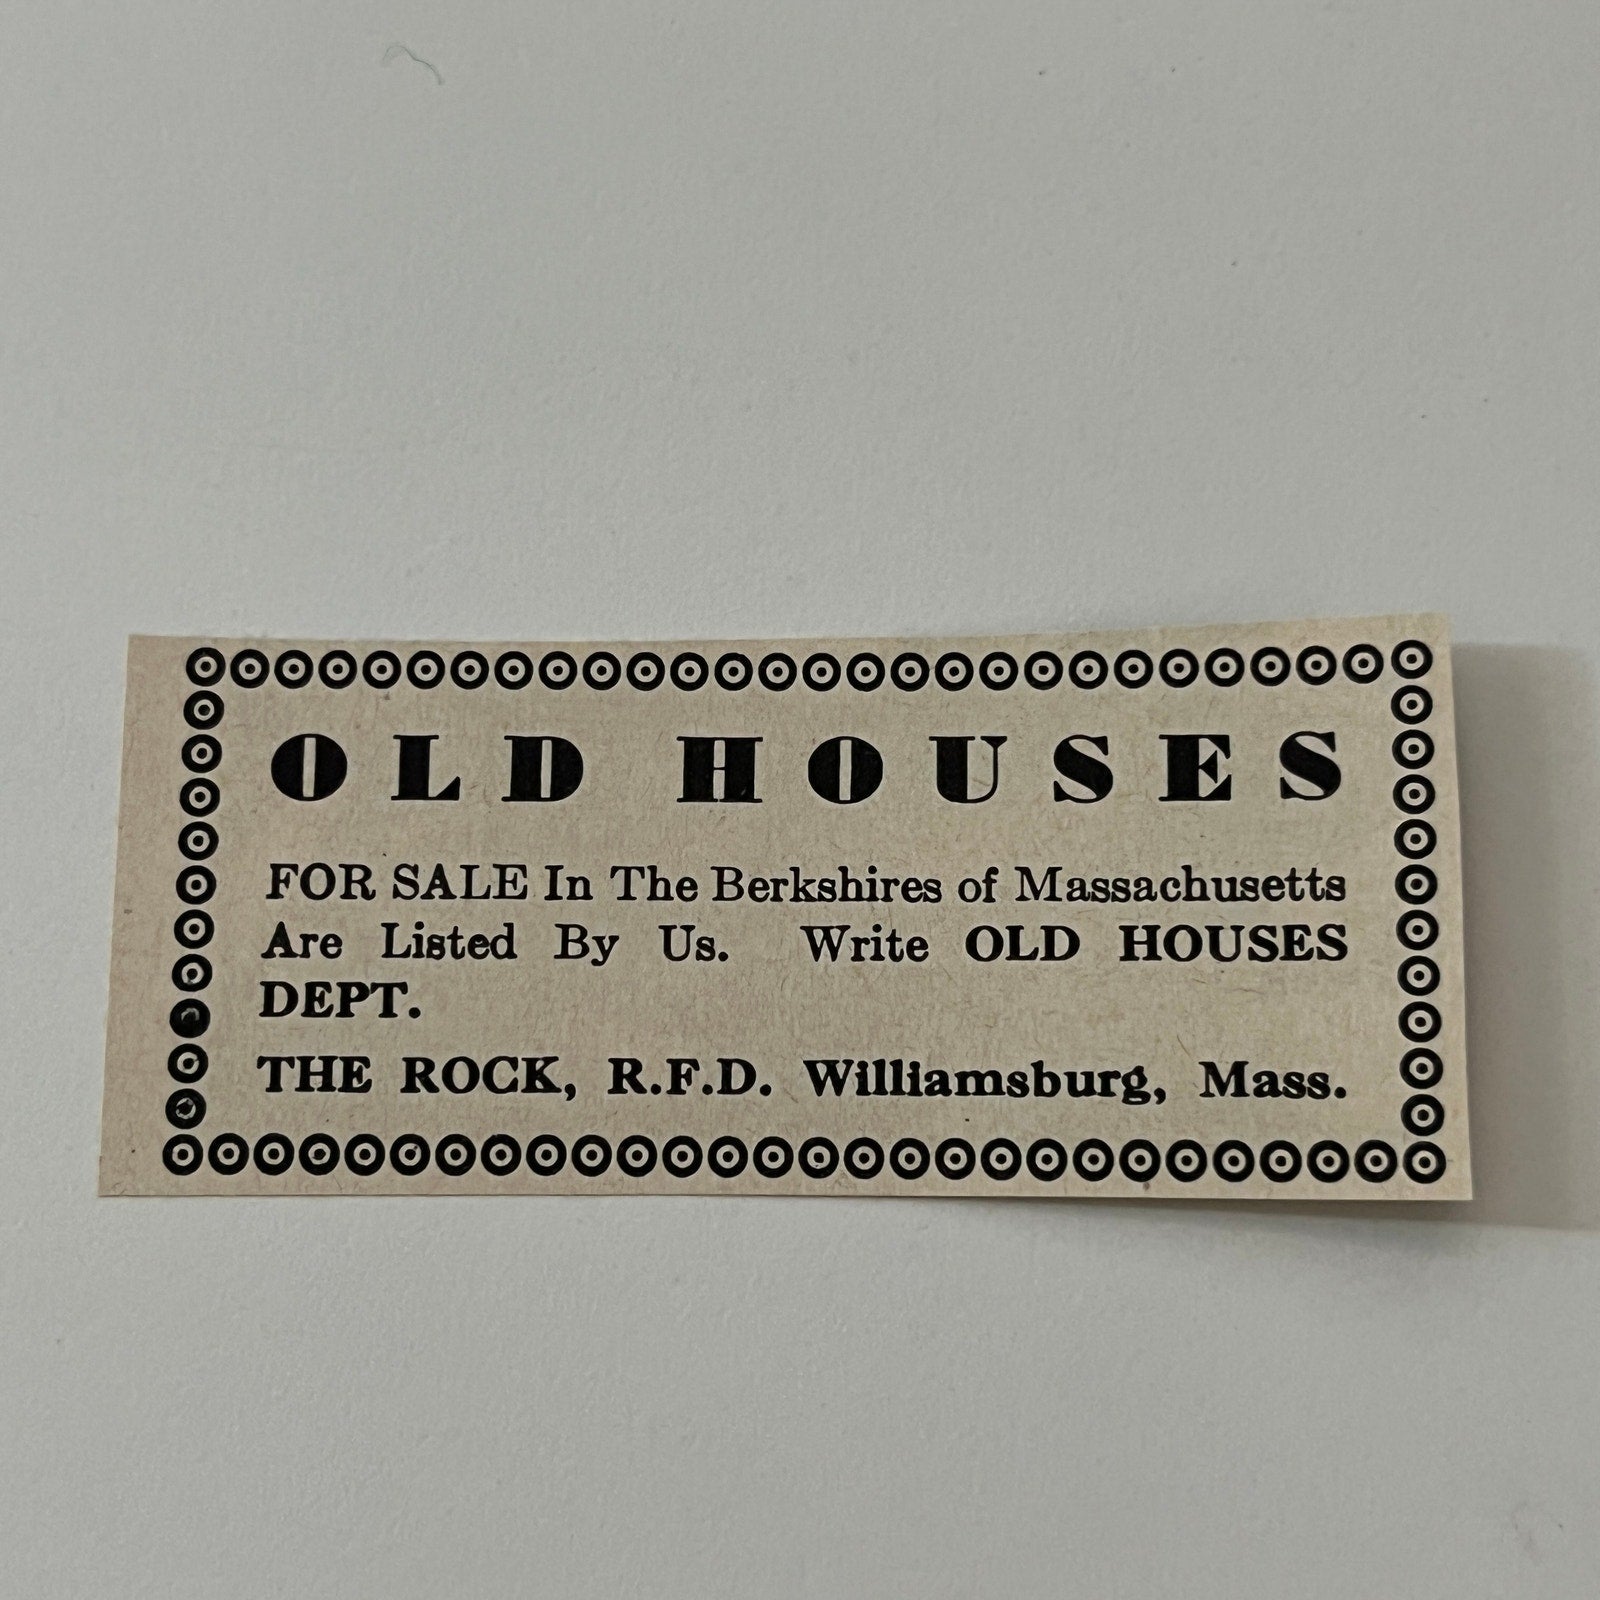 OLD HOUSES
FOR SALE In The Berkshires of Massachusetts
Are Listed By Us. Write OLD HOUSES
DEPT.
THE ROCK, R.F.D. Williamsburg, Mass.